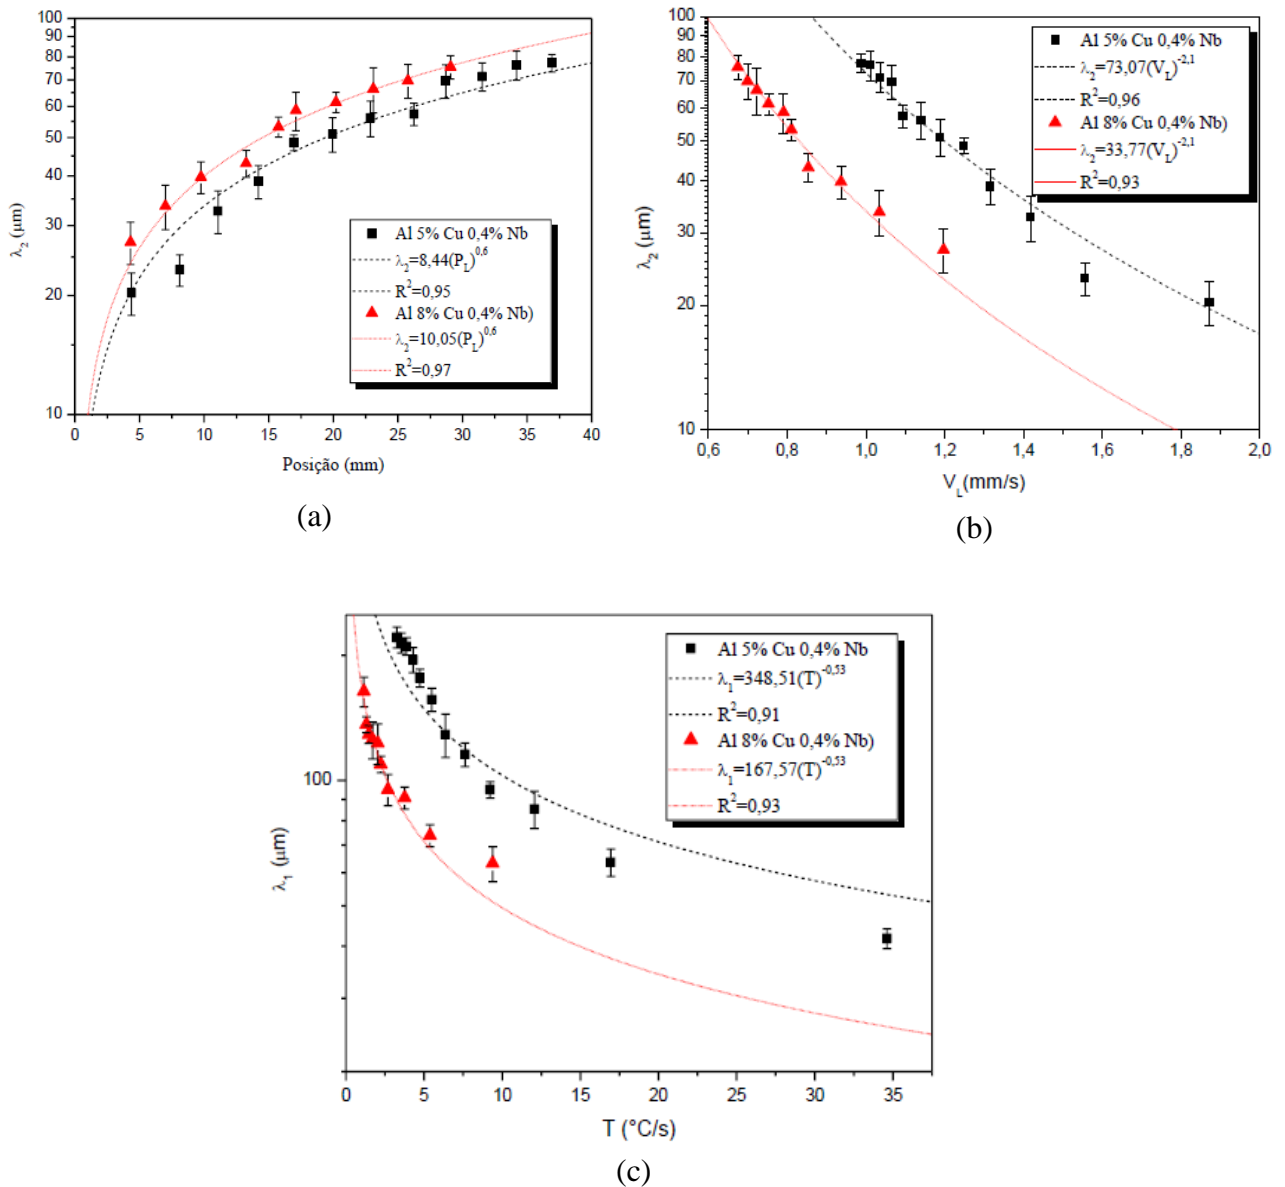 100
90
80
70
60
50
40
30
20
10
λ₂ (μm)
Al 5% Cu 0,4% Nb
λ₂=8,44(P_L)^0,6
R²=0,95
Al 8% Cu 0,4% Nb)
λ₂=10,05(P_L)^0,6
R²=0,97
0 5 10 15 20 25 30 35 40
Posição (mm)
(a)
100
90
80
70
60
50
40
30
20
10
λ₂ (μm)
Al 5% Cu 0,4% Nb
λ₂=73,07(V_L)^-2,1
R²=0,96
Al 8% Cu 0,4% Nb)
λ₂=33,77(V_L)^-2,1
R²=0,93
0,6 0,8 1,0 1,2 1,4 1,6 1,8 2,0
V_L(mm/s)
(b)
100
λ₁ (μm)
Al 5% Cu 0,4% Nb
λ₁=348,51(T)^-0,53
R²=0,91
Al 8% Cu 0,4% Nb)
λ₁=167,57(T)^-0,53
R²=0,93
0 5 10 15 20 25 30 35
T (°C/s)
(c)